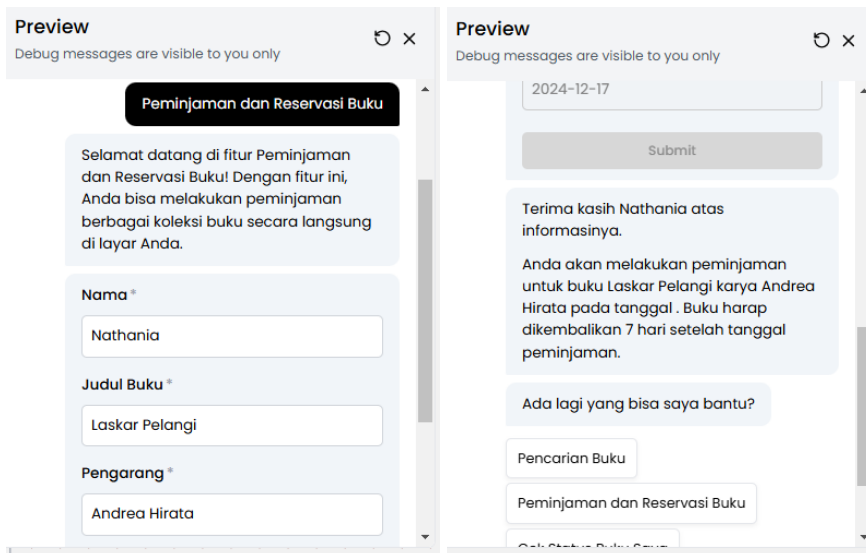 Preview
Debug messages are visible to you only
Peminjaman dan Reservasi Buku
Selamat datang di fitur Peminjaman
dan Reservasi Buku! Dengan fitur ini,
Anda bisa melakukan peminjaman
berbagai koleksi buku secara langsung
di layar Anda.
Nama *
Nathania
Judul Buku *
Laskar Pelangi
Pengarang *
Andrea Hirata
Preview
Debug messages are visible to you only
2024-12-17
Submit
Terima kasih Nathania atas
informasinya.
Anda akan melakukan peminjaman
untuk buku Laskar Pelangi karya Andrea
Hirata pada tanggal . Buku harap
dikembalikan 7 hari setelah tanggal
peminjaman.
Ada lagi yang bisa saya bantu?
Pencarian Buku
Peminjaman dan Reservasi Buku
Cek Status Buku Saya